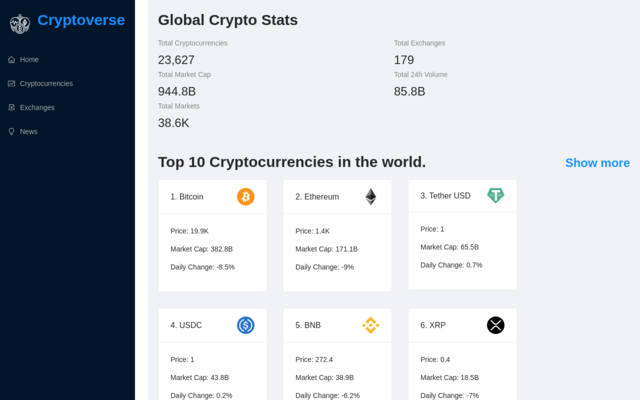 Cryptoverse
Home
Cryptocurrencies
Exchanges
News
Global Crypto Stats
Total Cryptocurrencies
23,627
Total Exchanges
179
Total Market Cap
944.8B
Total 24h Volume
85.8B
Total Markets
38.6K
Top 10 Cryptocurrencies in the world.
Show more
1. Bitcoin
Price: 19.9K
Market Cap: 382.8B
Daily Change: -8.5%
2. Ethereum
Price: 1.4K
Market Cap: 171.1B
Daily Change: -9%
3. Tether USD
Price: 1
Market Cap: 65.5B
Daily Change: 0.7%
4. USDC
Price: 1
Market Cap: 43.8B
Daily Change: 0.2%
5. BNB
Price: 272.4
Market Cap: 38.9B
Daily Change: -6.2%
6. XRP
Price: 0.4
Market Cap: 18.5B
Daily Change: -7%